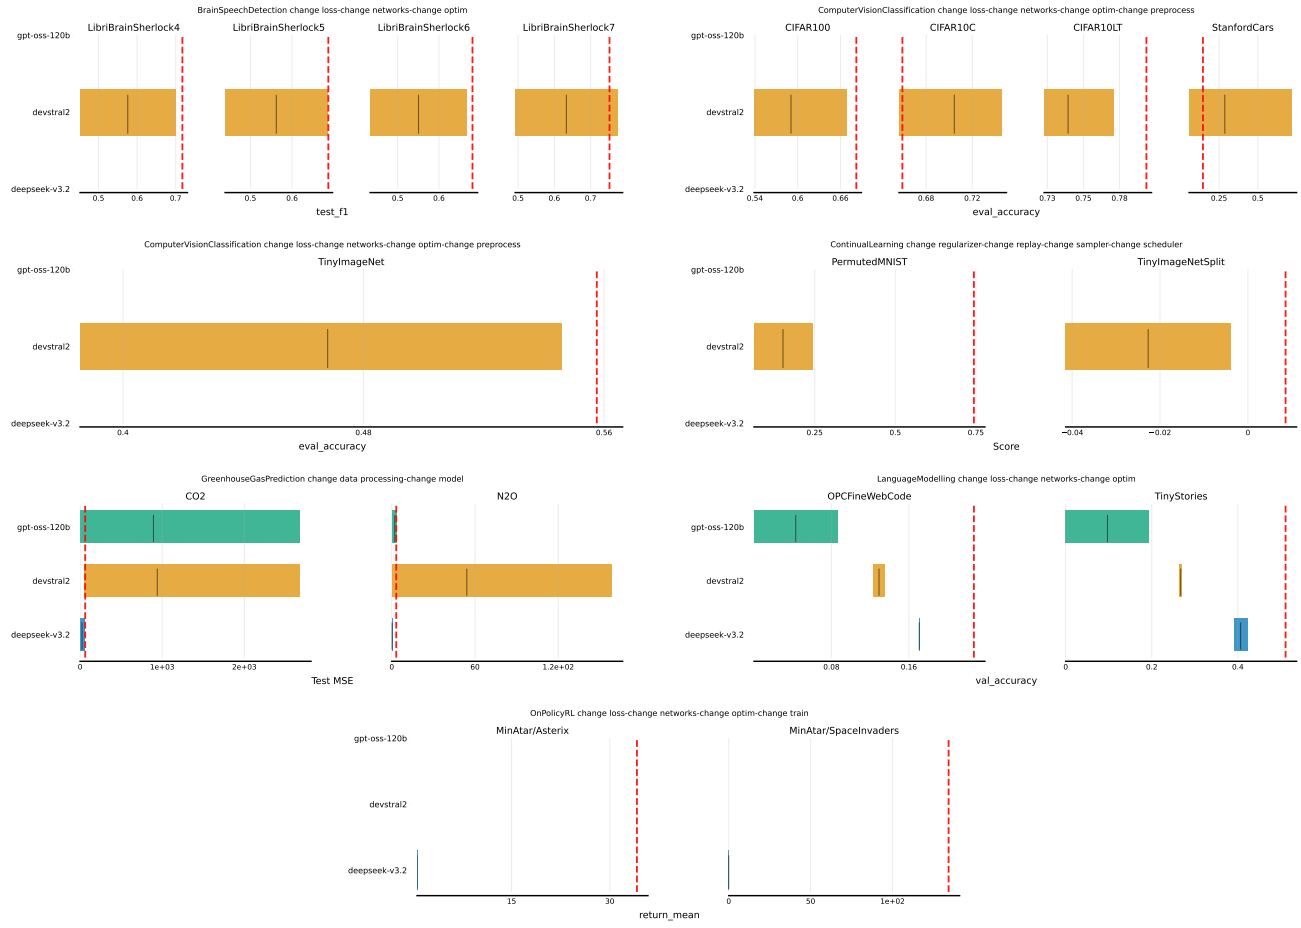 BrainSpeechDetection change loss-change networks-change optim
LibriBrainSherlock4 LibriBrainSherlock5 LibriBrainSherlock6 LibriBrainSherlock7
gpt-oss-120b
devstral2
deepseek-v3.2
0.5 0.6 0.7 0.5 0.6 0.5 0.6 0.6 0.7
test_f1
ComputerVisionClassification change loss-change networks-change optim-change preprocess
CIFAR100 CIFAR10C CIFAR10LT StanfordCars
gpt-oss-120b
devstral2
deepseek-v3.2
0.54 0.6 0.66 0.68 0.72 0.73 0.75 0.78 0.25 0.5
eval_accuracy
ComputerVisionClassification change loss-change networks-change optim-change preprocess
TinyImageNet
gpt-oss-120b
devstral2
deepseek-v3.2
0.4 0.48 0.56
eval_accuracy
ContinualLearning change regularizer-change replay-change sampler-change scheduler
PermutedMNIST TinyImageNetSplit
gpt-oss-120b
devstral2
deepseek-v3.2
0.25 0.5 0.75 −0.04 −0.02 0
Score
GreenhouseGasPrediction change data processing-change model
CO2 N2O
gpt-oss-120b
devstral2
deepseek-v3.2
0 1e+03 2e+03 0 60 1.2e+02
Test MSE
LanguageModelling change loss-change networks-change optim
OPCFineWebCode TinyStories
gpt-oss-120b
devstral2
deepseek-v3.2
0.08 0.16 0 0.2 0.4
val_accuracy
OnPolicyRL change loss-change networks-change optim-change train
MinAtar/Asterix MinAtar/SpaceInvaders
gpt-oss-120b
devstral2
deepseek-v3.2
15 30 0 50 1e+02
return_mean